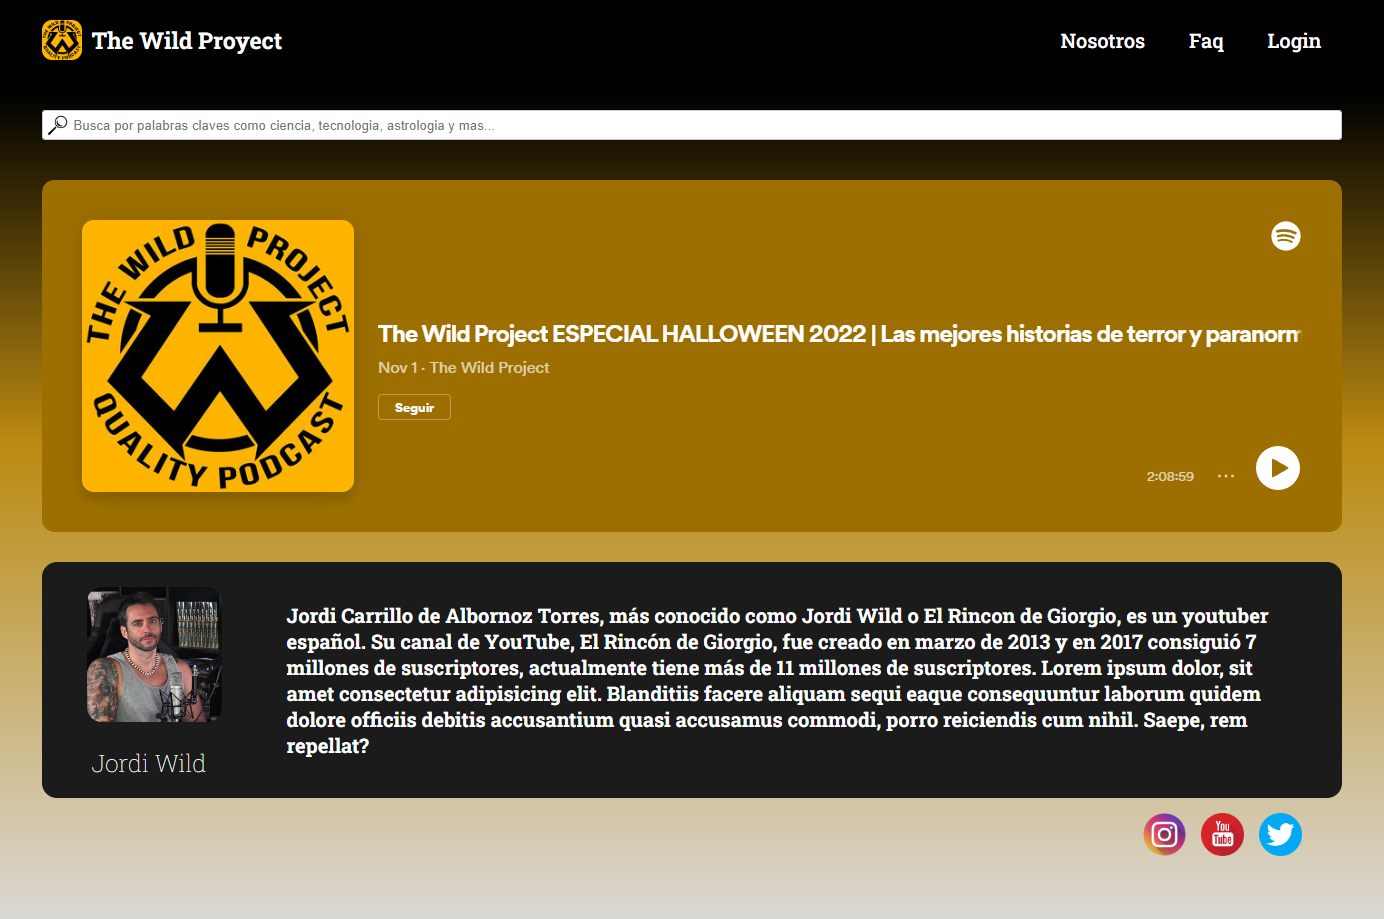 The Wild Proyect
Nosotros
Faq
Login
Busca por palabras claves como ciencia, tecnologia, astrologia y mas...
THE WILD PROJECT
QUALITY PODCAST
The Wild Project ESPECIAL HALLOWEEN 2022 | Las mejores historias de terror y paranorm
Nov 1 · The Wild Project
Seguir
2:08:59
Jordi Carrillo de Albornoz Torres, más conocido como Jordi Wild o El Rincon de Giorgio, es un youtuber
español. Su canal de YouTube, El Rincón de Giorgio, fue creado en marzo de 2013 y en 2017 consiguió 7
millones de suscriptores, actualmente tiene más de 11 millones de suscriptores. Lorem ipsum dolor, sit
amet consectetur adipisicing elit. Blanditiis facere aliquam sequi eaque consequuntur laborum quidem
dolore officiis debitis accusantium quasi accusamus commodi, porro reiciendis cum nihil. Saepe, rem
repellat?
Jordi Wild
You
Tube